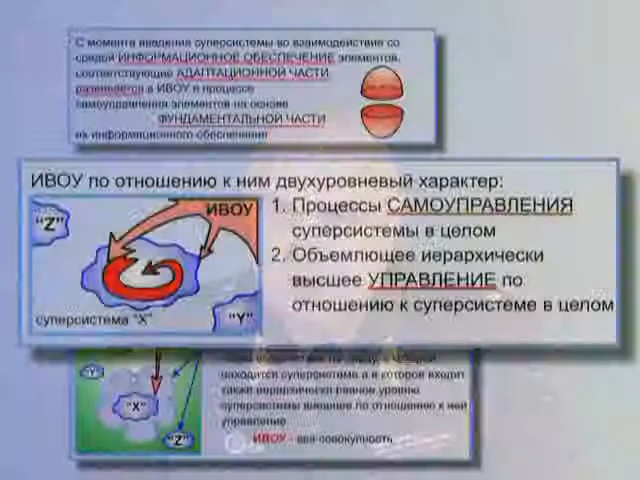 С момента введения суперсистемы во взаимодействие со
средой ИНФОРМАЦИОННОЕ ОБЕСПЕЧЕНИЕ элементов,
соответствующие АДАПТАЦИОННОЙ ЧАСТИ
развивается в ИВОУ в процессе
самоуправления элементов на основе
ФУНДАМЕНТАЛЬНОЙ ЧАСТИ
их информационного обеспечения
ИВОУ по отношению к ним двухуровневый характер:
"Z"
ИВОУ
1. Процессы САМОУПРАВЛЕНИЯ
суперсистемы в целом
2. Объемлющее иерархически
высшее УПРАВЛЕНИЕ по
отношению к суперсистеме в целом
суперсистема "X"
"Y"
"Y"
находится суперсистема а в которое входит
также иерархически равное уровню
"X"
суперсистемы внешнее по отношению к ней
управление
"Z"
ИВОУ - вся совокупность